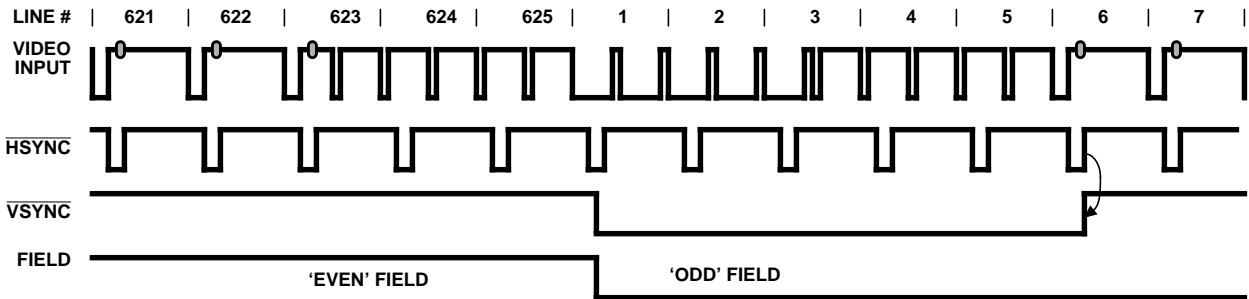 LINE # | 621 | 622 | 623 | 624 | 625 | 1 | 2 | 3 | 4 | 5 | 6 | 7 |
VIDEO
INPUT
HSYNC
VSYNC
FIELD
‘EVEN’ FIELD ‘ODD’ FIELD